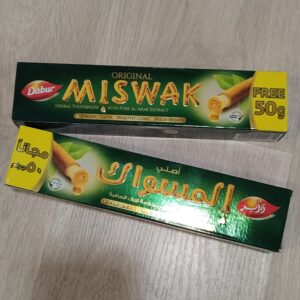 Dabur
ORIGINAL
MISWAK
HERBAL TOOTHPASTE WITH PURE AL-ARAK EXTRACT
STRONG TEETH HEALTHY GUMS FRESH BREATH
FREE
50g
مجاناً
٥٠جم
أصلي
المسواك
دابر